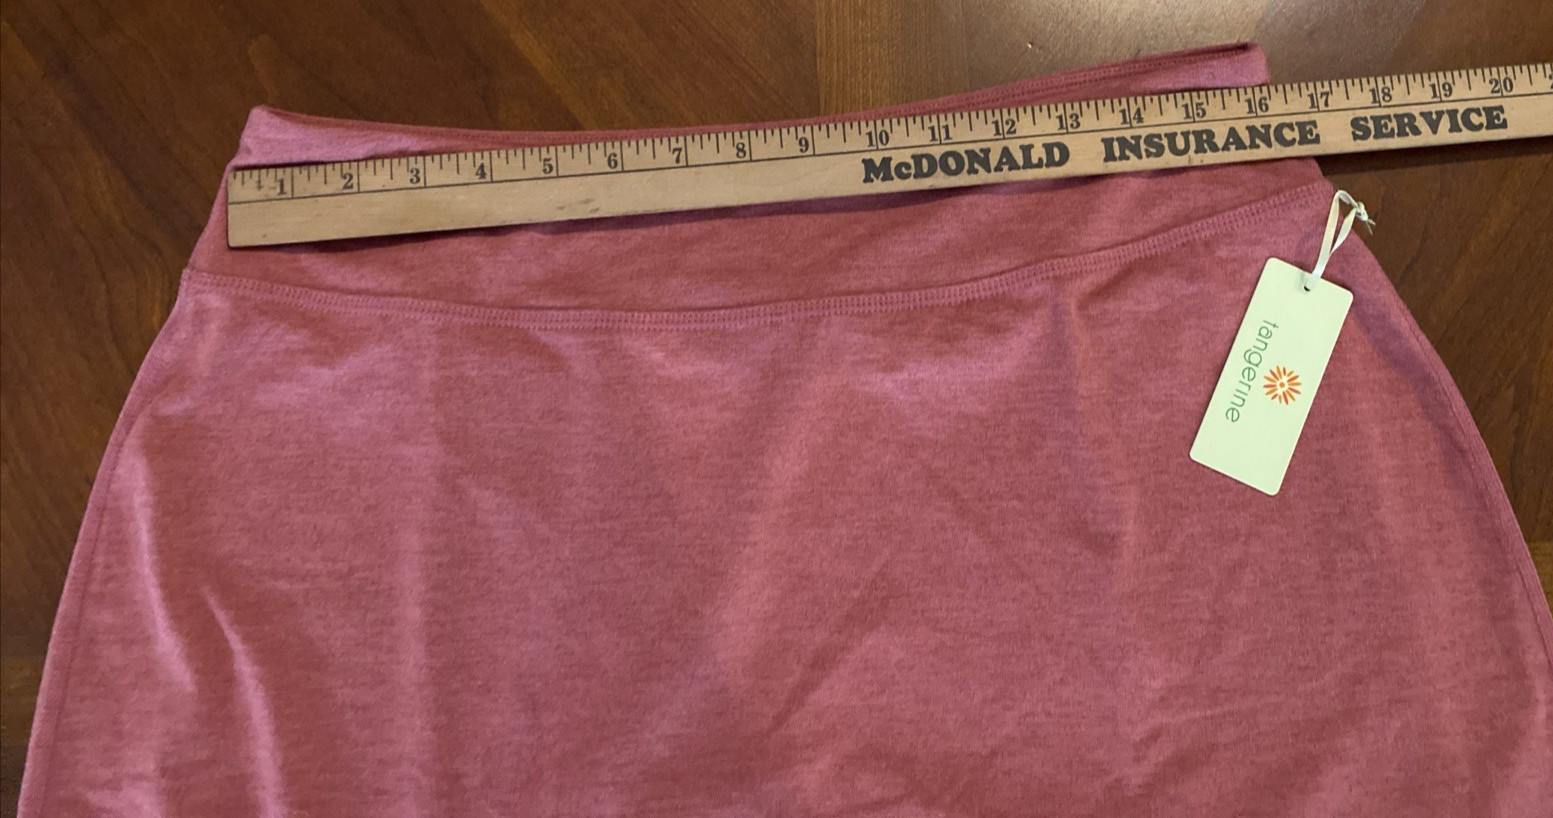 1 2 3 4 5 6 7 8 9 10 11 12 13 14 15 16 17 18 19 20
McDONALD INSURANCE SERVICE
tangerine